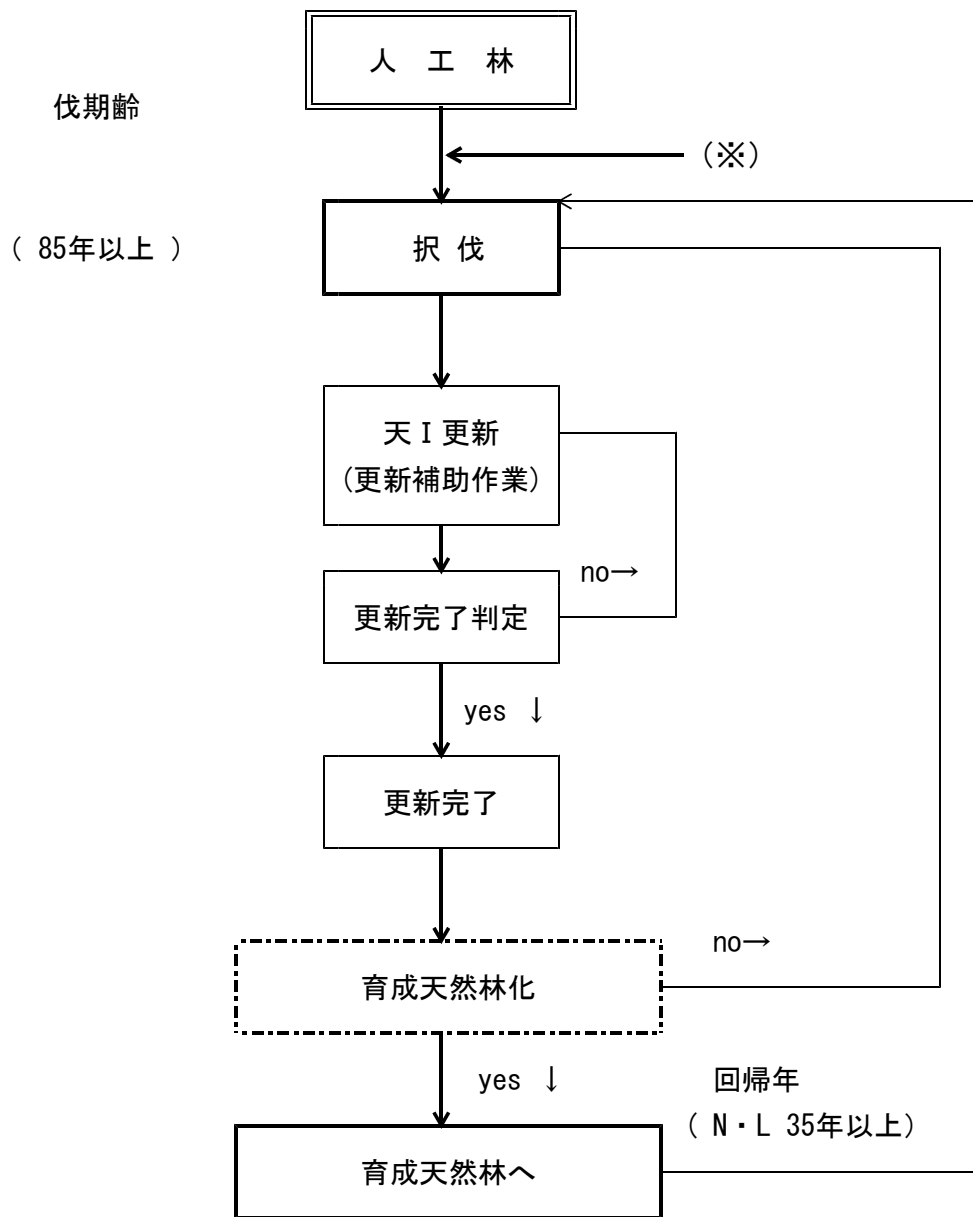 人 工 林
伐期齢
(※)
( 85年以上 )
択 伐
天Ⅰ更新
(更新補助作業)
no→
更新完了判定
yes ↓
更新完了
no→
育成天然林化
yes ↓
回帰年
( N・L 35年以上)
育成天然林へ